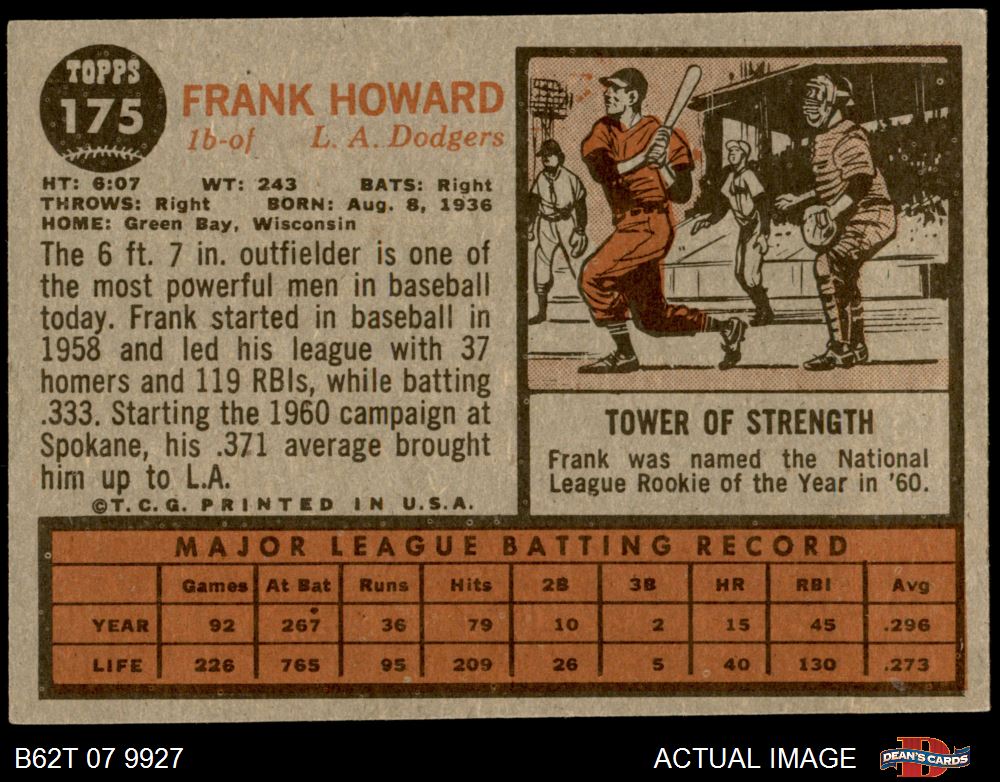 TOPPS
175
FRANK HOWARD
1b-of L. A. Dodgers
HT: 6:07 WT: 243 BATS: Right
THROWS: Right BORN: Aug. 8, 1936
HOME: Green Bay, Wisconsin
The 6 ft. 7 in. outfielder is one of
the most powerful men in baseball
today. Frank started in baseball in
1958 and led his league with 37
homers and 119 RBIs, while batting
.333. Starting the 1960 campaign at
Spokane, his .371 average brought
him up to L.A.
©T.C.G. PRINTED IN U.S.A.
TOWER OF STRENGTH
Frank was named the National
League Rookie of the Year in '60.
MAJOR LEAGUE BATTING RECORD
Games At Bat Runs Hits 2B 3B HR RBI Avg
YEAR 92 267 36 79 10 2 15 45 .296
LIFE 226 765 95 209 26 5 40 130 .273
B62T 07 9927
ACTUAL IMAGE
DEAN'S CARDS